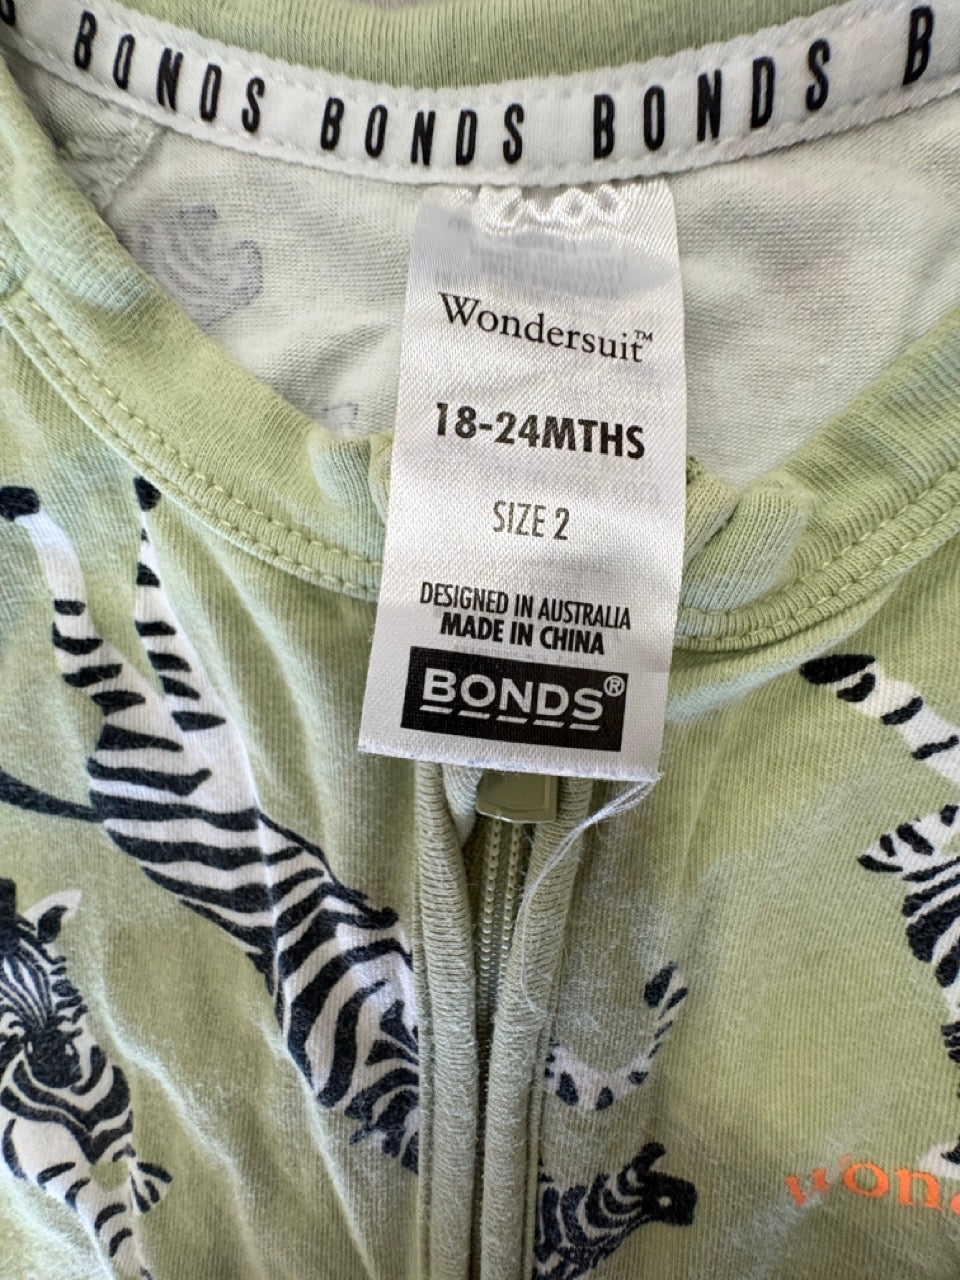 BONDS BONDS BONDS B
Wondersuit™
18-24MTHS
SIZE 2
DESIGNED IN AUSTRALIA
MADE IN CHINA
BONDS®